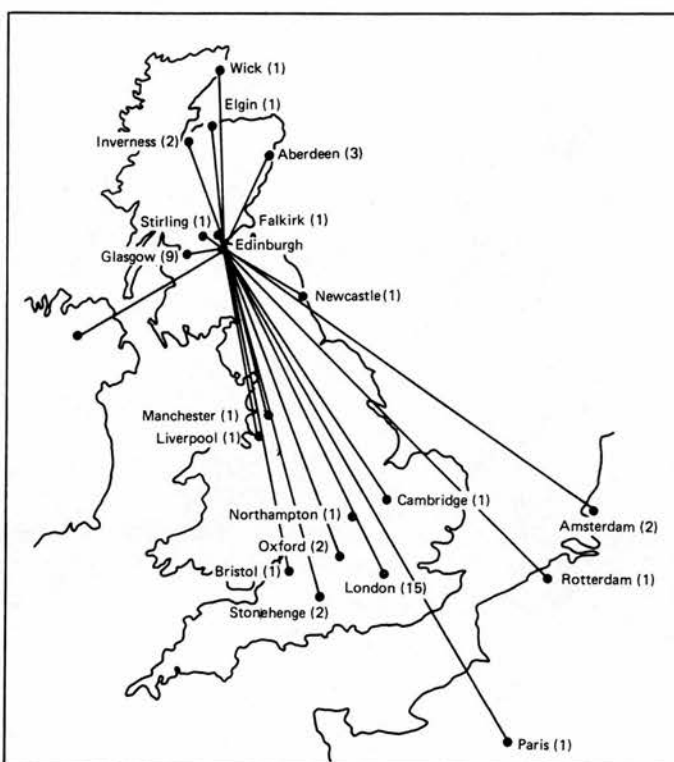 Wick (1)
Elgin (1)
Inverness (2)
Aberdeen (3)
Stirling (1)
Falkirk (1)
Edinburgh
Glasgow (9)
Newcastle (1)
Manchester (1)
Liverpool (1)
Cambridge (1)
Northampton (1)
Amsterdam (2)
Oxford (2)
Bristol (1)
London (15)
Rotterdam (1)
Stonehenge (2)
Paris (1)